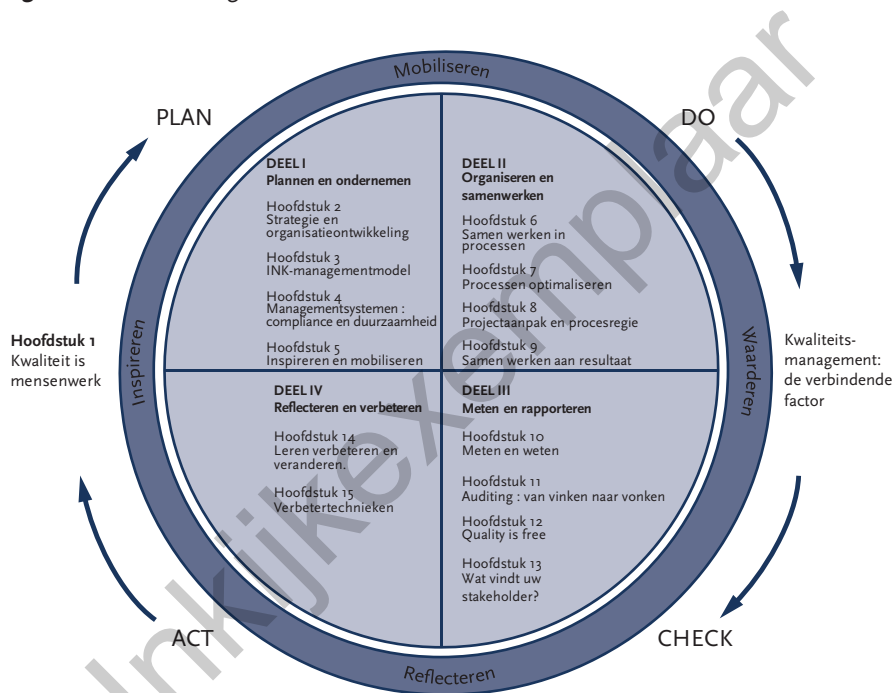 Mobiliseren
PLAN
DO
DEEL I
Plannen en ondernemen
Hoofdstuk 2
Strategie en
organisatieontwikkeling
Hoofdstuk 3
INK-managementmodel
Hoofdstuk 4
Managementsystemen :
compliance en duurzaamheid
Hoofdstuk 5
Inspireren en mobiliseren
DEEL II
Organiseren en
samenwerken
Hoofdstuk 6
Samen werken in
processen
Hoofdstuk 7
Processen optimaliseren
Hoofdstuk 8
Projectaanpak en procesregie
Hoofdstuk 9
Samen werken aan resultaat
Hoofdstuk 1
Kwaliteit is
mensenwerk
Inspireren
Waarderen
Kwaliteits-
management:
de verbindende
factor
DEEL IV
Reflecteren en verbeteren
Hoofdstuk 14
Leren verbeteren en
veranderen.
Hoofdstuk 15
Verbetertechnieken
DEEL III
Meten en rapporteren
Hoofdstuk 10
Meten en weten
Hoofdstuk 11
Auditing : van vinken naar vonken
Hoofdstuk 12
Quality is free
Hoofdstuk 13
Wat vindt uw
stakeholder?
ACT
CHECK
Reflecteren
Inkijkexemplaar